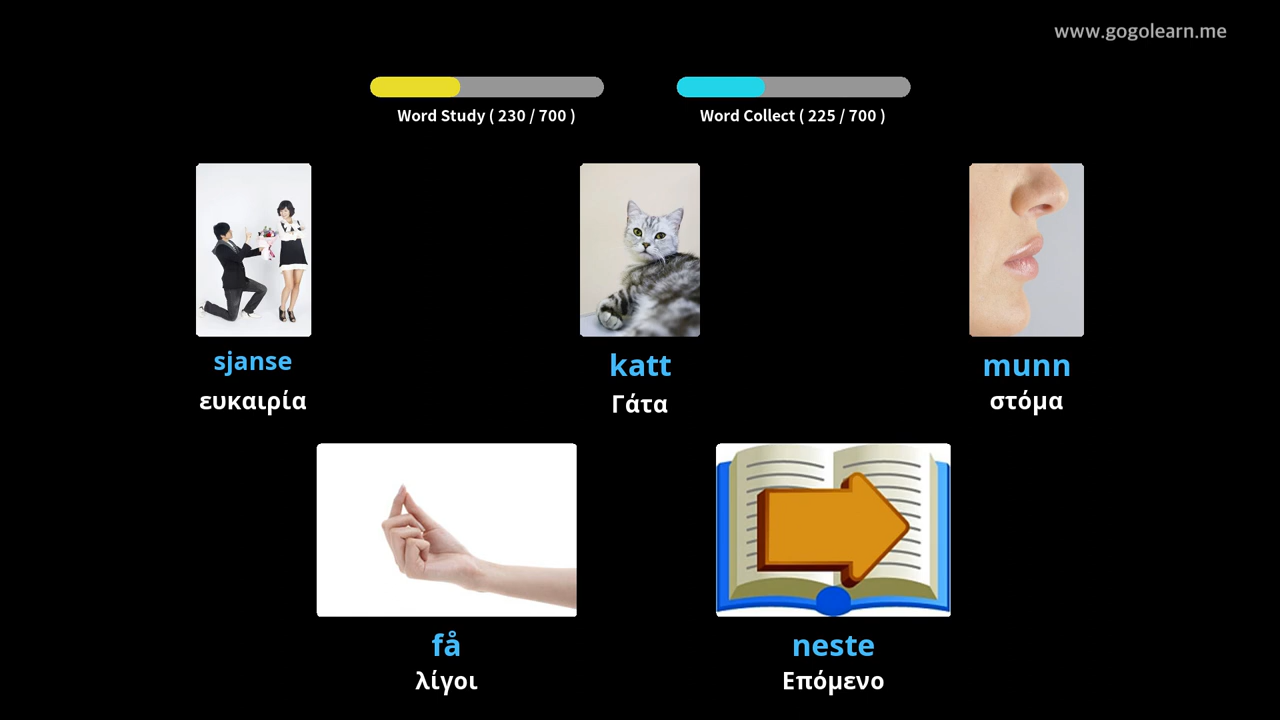 www.gogolearn.me
Word Study ( 230 / 700 )
Word Collect ( 225 / 700 )
sjanse
ευκαιρία
katt
Γάτα
munn
στόμα
få
λίγοι
neste
Επόμενο